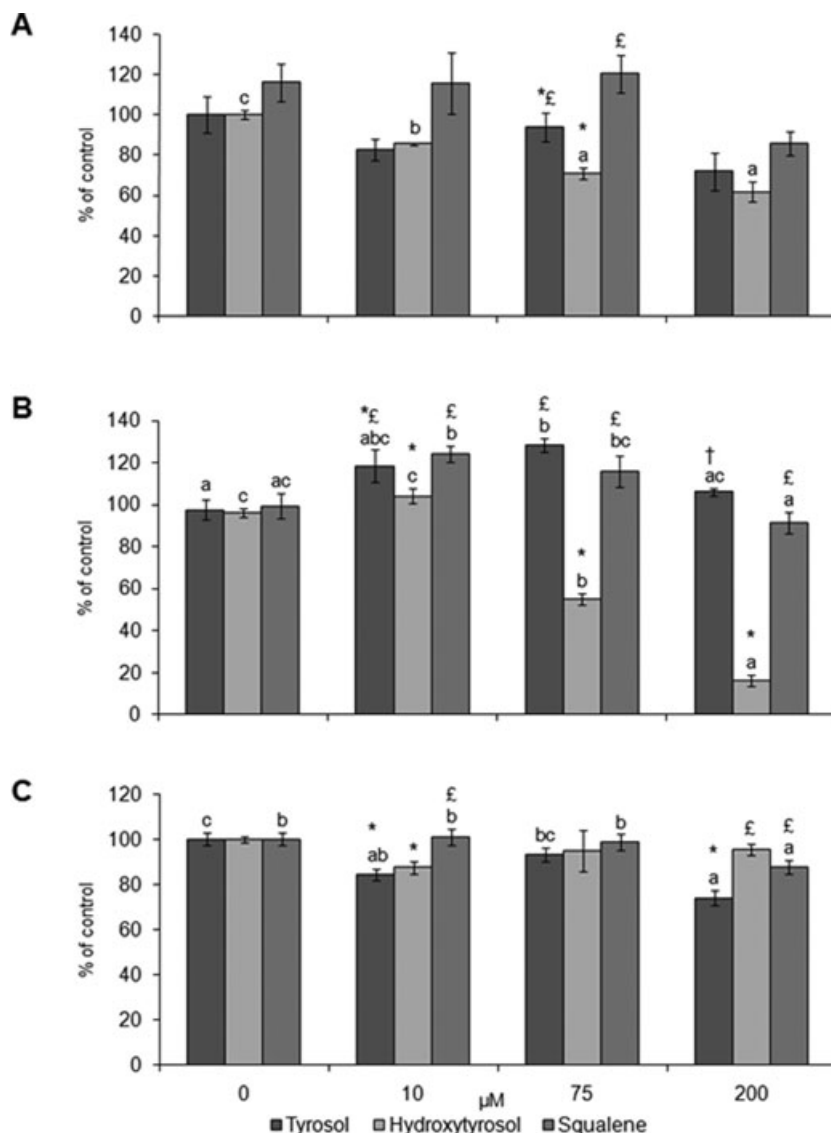 A
% of control
140
120
100
80
60
40
20
0
c
b
*£
*
a
£
a
B
% of control
140
120
100
80
60
40
20
0
a
c
ac
*£
abc
*
c
£
b
£
b
*
b
£
bc
†
ac
*
a
£
a
C
% of control
120
100
80
60
40
20
0
c
b
*
ab
*
£
b
bc
b
*
a
£
£
a
0 10 75 200
µM
Tyrosol Hydroxytyrosol Squalene